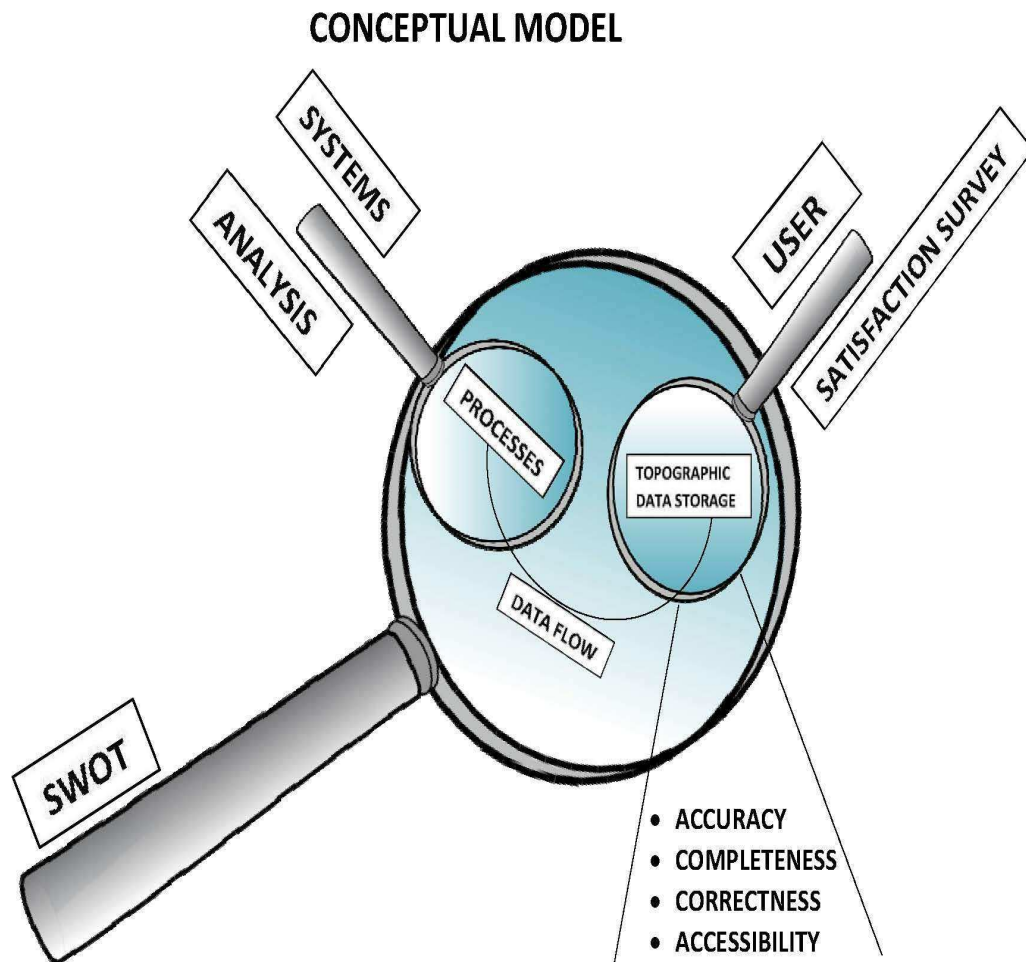 CONCEPTUAL MODEL
SYSTEMS
ANALYSIS
USER
SATISFACTION SURVEY
PROCESSES
TOPOGRAPHIC
DATA STORAGE
DATA FLOW
SWOT
• ACCURACY
• COMPLETENESS
• CORRECTNESS
• ACCESSIBILITY